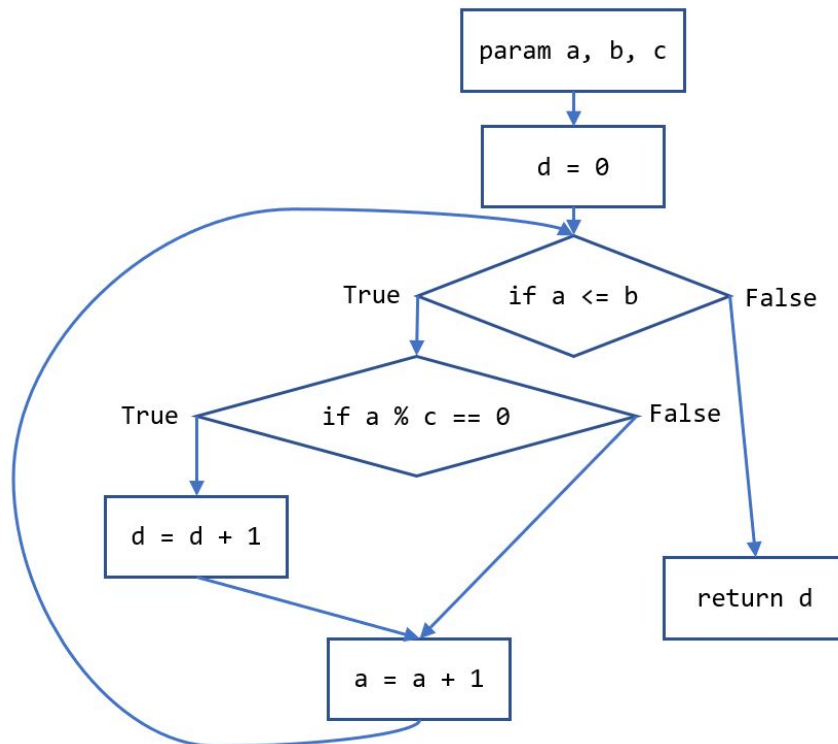 param a, b, c
d = 0
True
if a <= b
False
True
if a % c == 0
False
d = d + 1
return d
a = a + 1